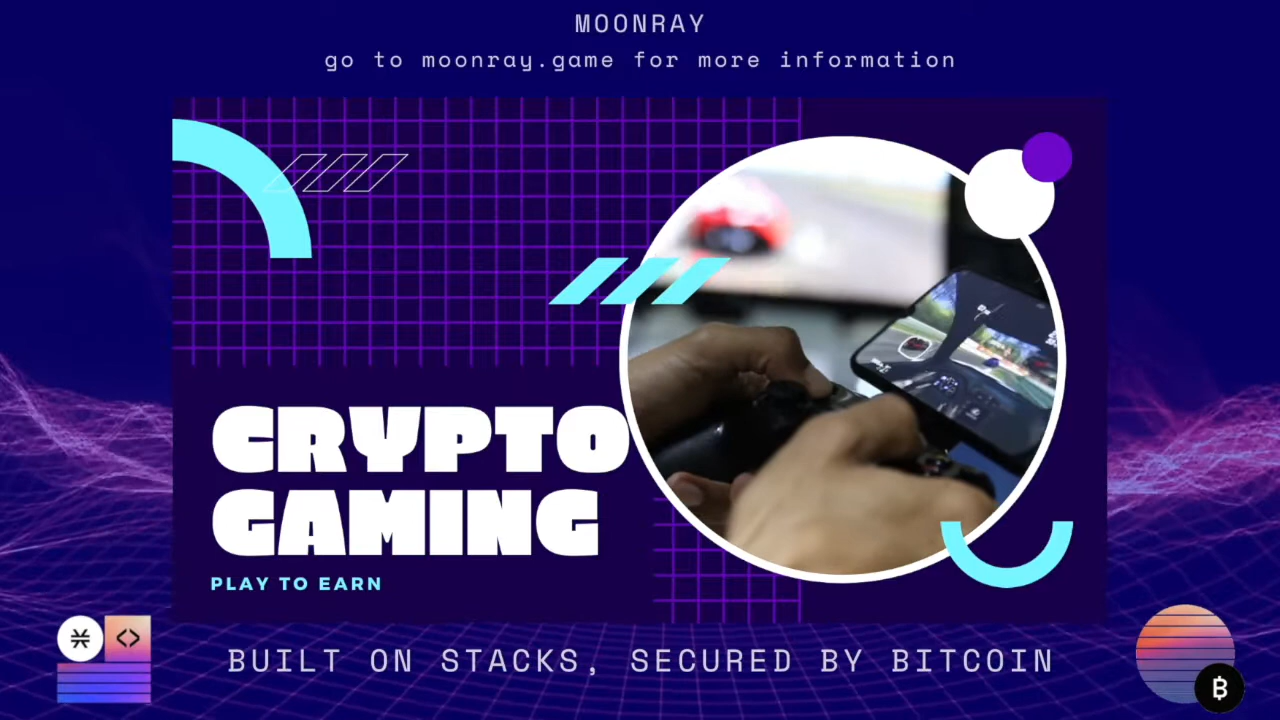 MOONRAY
go to moonray.game for more information
CRYPTO
GAMING
PLAY TO EARN
BUILT ON STACKS, SECURED BY BITCOIN